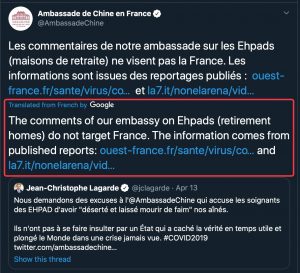 Ambassade de Chine en France
@AmbassadeChine
Les commentaires de notre ambassade sur les Ehpads
(maisons de retraite) ne visent pas la France. Les
informations sont issues des reportages publiés : ouest-
france.fr/sante/virus/co… et la7.it/nonelarena/vid…
Translated from French by Google
The comments of our embassy on Ehpads (retirement
homes) do not target France. The information comes from
published reports: ouest-france.fr/sante/virus/co… and
la7.it/nonelarena/vid…
Jean-Christophe Lagarde @jclagarde · Apr 13
Nous demandons des excuses à l'@AmbassadeChine qui accuse les soignants
des EHPAD d'avoir "déserté et laissé mourir de faim" nos aînés.
Ils n'ont pas à se faire insulter par un État qui a caché la vérité en temps utile et
plongé le Monde dans une crise jamais vue. #COVID2019
twitter.com/ambassadechine…
Show this thread